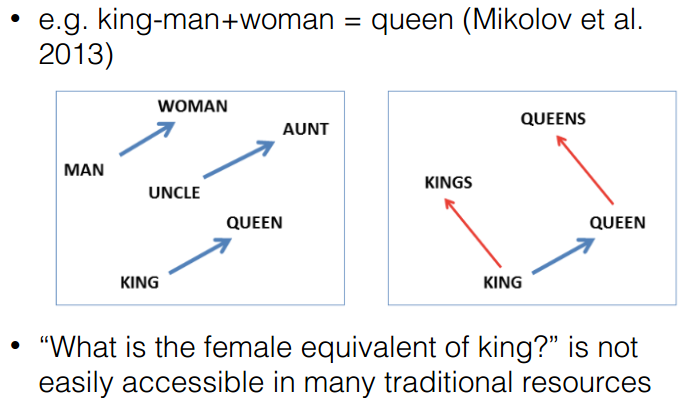 • e.g. king-man+woman = queen (Mikolov et al.
2013)
WOMAN
AUNT
MAN
UNCLE
QUEEN
KING
QUEENS
KINGS
QUEEN
KING
• “What is the female equivalent of king?” is not
easily accessible in many traditional resources